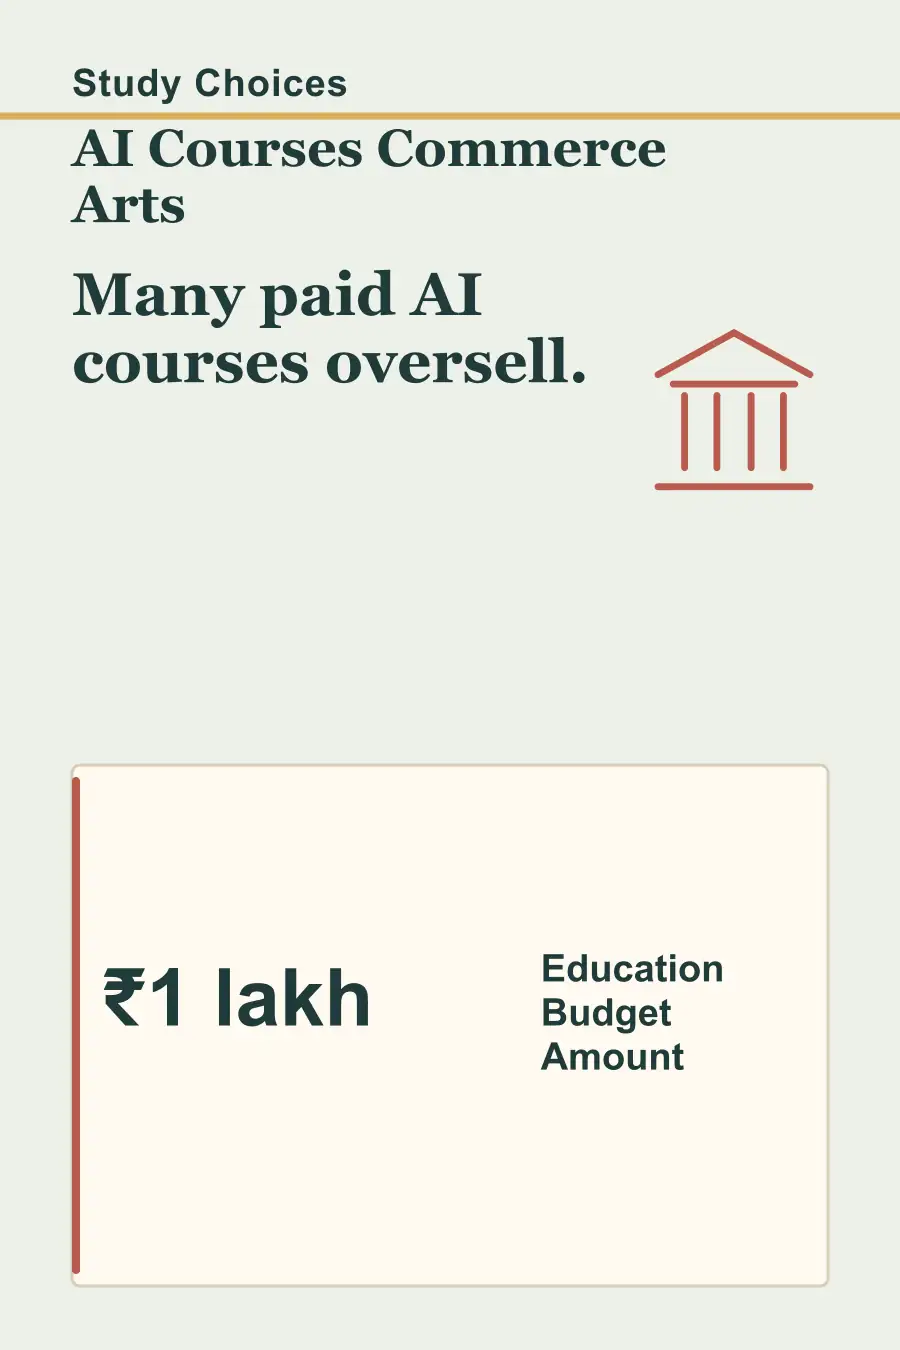 Study Choices
AI Courses Commerce
Arts
Many paid AI
courses oversell.
₹1 lakh
Education
Budget
Amount